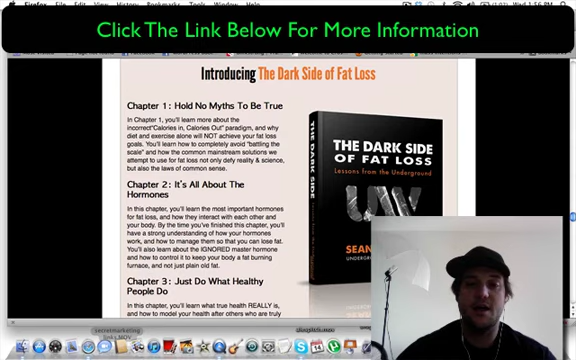 Firefox File Edit View History Bookmarks Tools Window Help
Wed 1:56 PM
Click The Link Below For More Information
Introducing The Dark Side of Fat Loss
Chapter 1: Hold No Myths To Be True
In Chapter 1, you'll learn more about the
incorrect"Calories in, Calories Out" paradigm, and why
diet and exercise alone will NOT achieve your fat loss
goals. You'll learn how to completely avoid "battling the
scale" and how the common mainstream solutions we
attempt to use for fat loss not only defy reality & science,
but also the laws of common sense.
Chapter 2: It's All About The
Hormones
In this chapter, you'll learn the most important hormones
for fat loss, and how they interact with each other and
your body. By the time you've finished this chapter, you'll
have a strong understanding of how your hormones
work, and how to manage them so that you can lose fat.
You'll also learn about the IGNORED master hormone
and how to control it to keep your body a fat burning
furnace, and not just plain old fat.
Chapter 3: Just Do What Healthy
People Do
In this chapter, you'll learn what true health REALLY is,
and how to model your health after others who are truly
THE DARK SIDE
THE DARK SIDE
OF FAT LOSS
Lessons from the Underground
SEAN
UNDERGROUND
secretmarketing
links.MOV